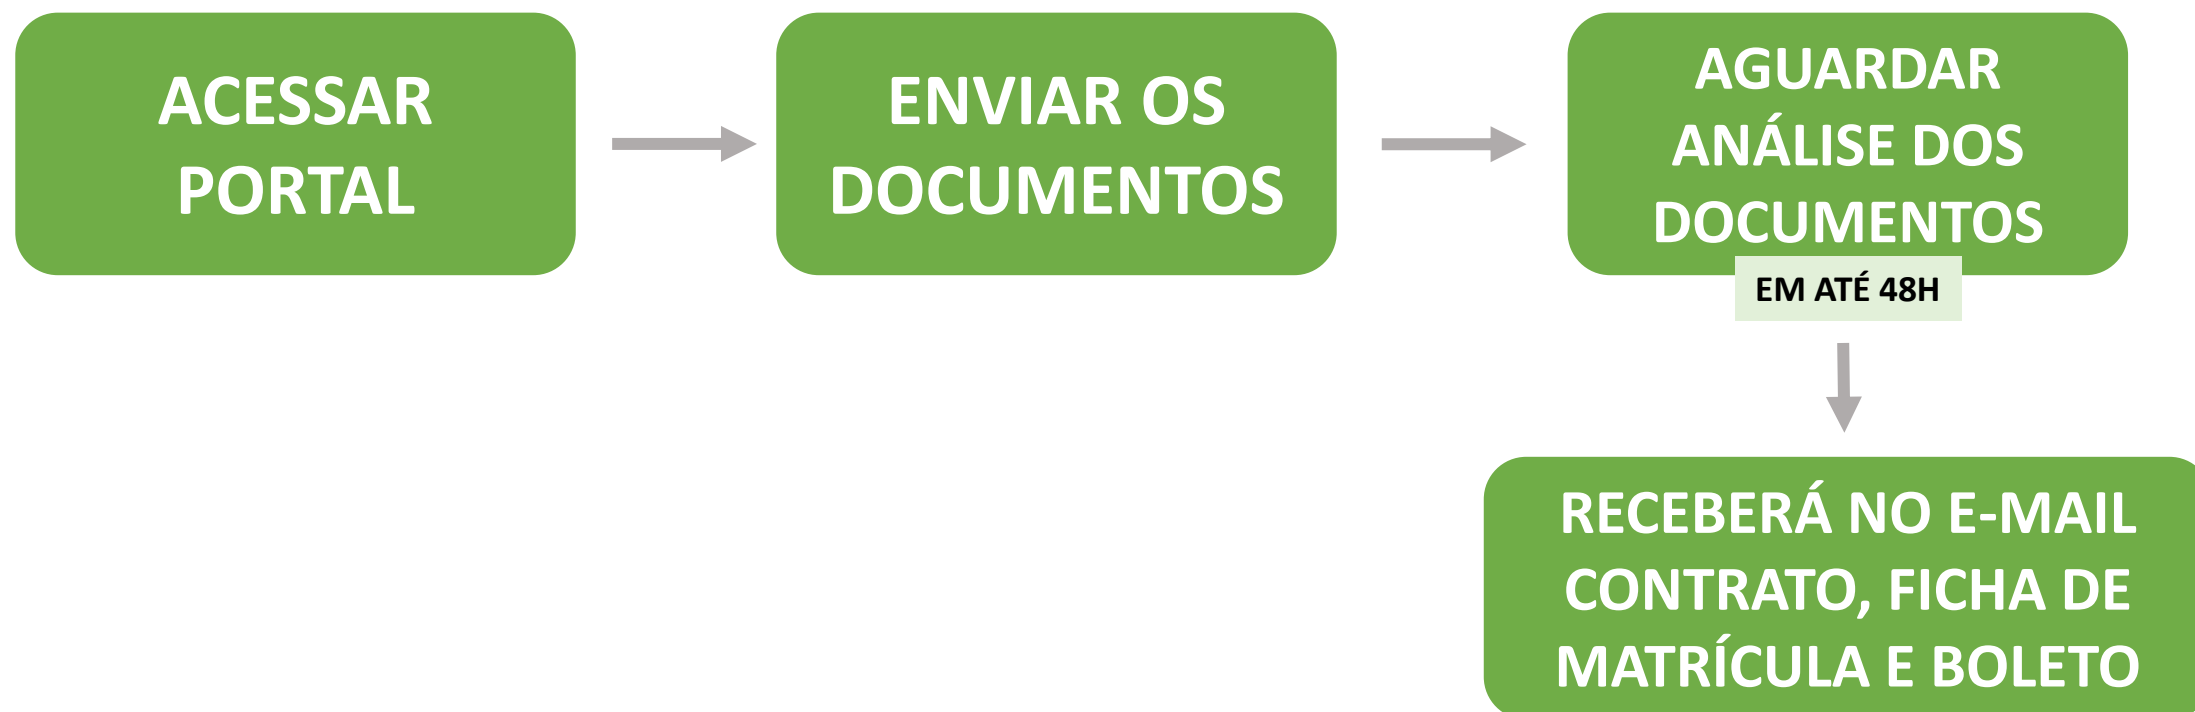 ACESSAR
PORTAL
ENVIAR OS
DOCUMENTOS
AGUARDAR
ANÁLISE DOS
DOCUMENTOS
EM ATÉ 48H
RECEBERÁ NO E-MAIL
CONTRATO, FICHA DE
MATRÍCULA E BOLETO